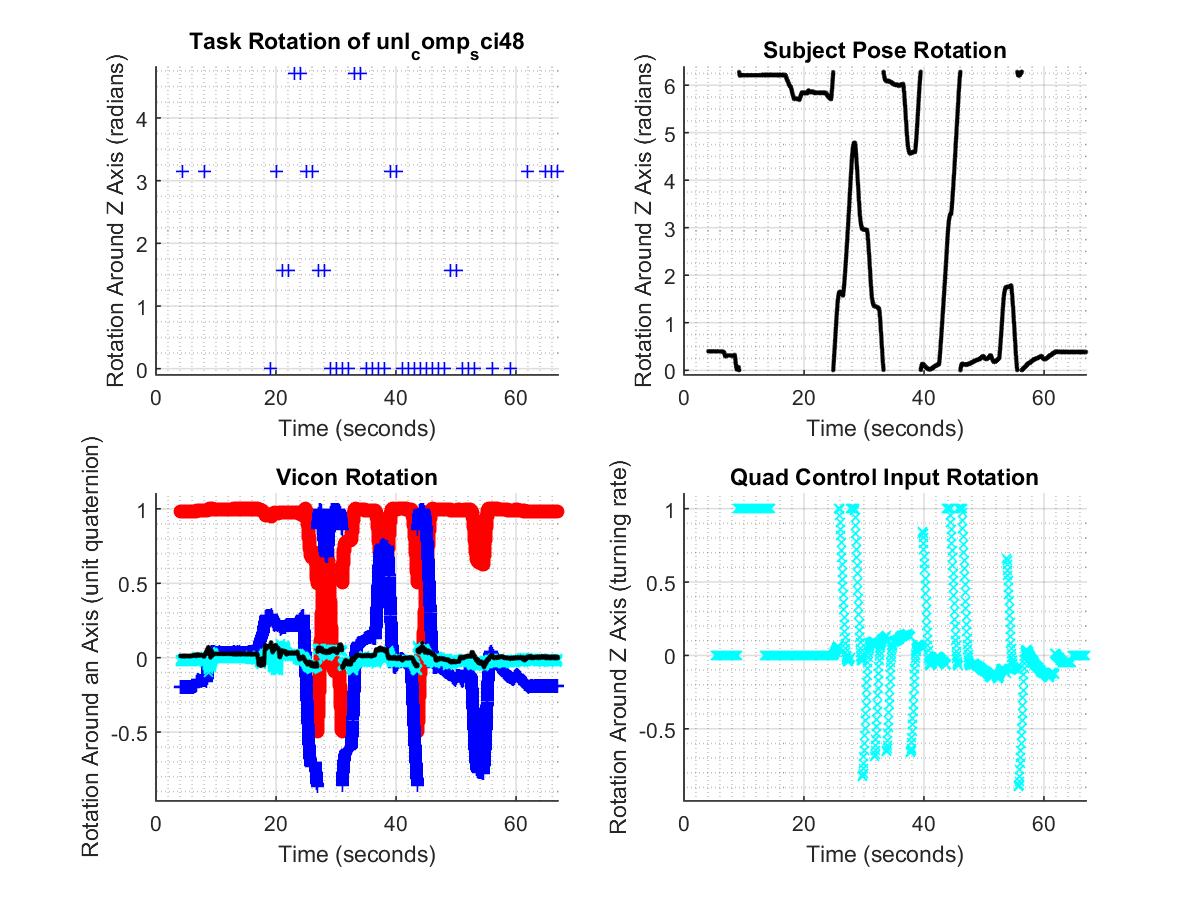 Task Rotation of unl_comp_sci48
Rotation Around Z Axis (radians)
4
3
2
1
0
0 20 40 60
Time (seconds)
Subject Pose Rotation
Rotation Around Z Axis (radians)
6
5
4
3
2
1
0
0 20 40 60
Time (seconds)
Vicon Rotation
Rotation Around an Axis (unit quaternion)
1
0.5
0
-0.5
0 20 40 60
Time (seconds)
Quad Control Input Rotation
Rotation Around Z Axis (turning rate)
1
0.5
0
-0.5
0 20 40 60
Time (seconds)